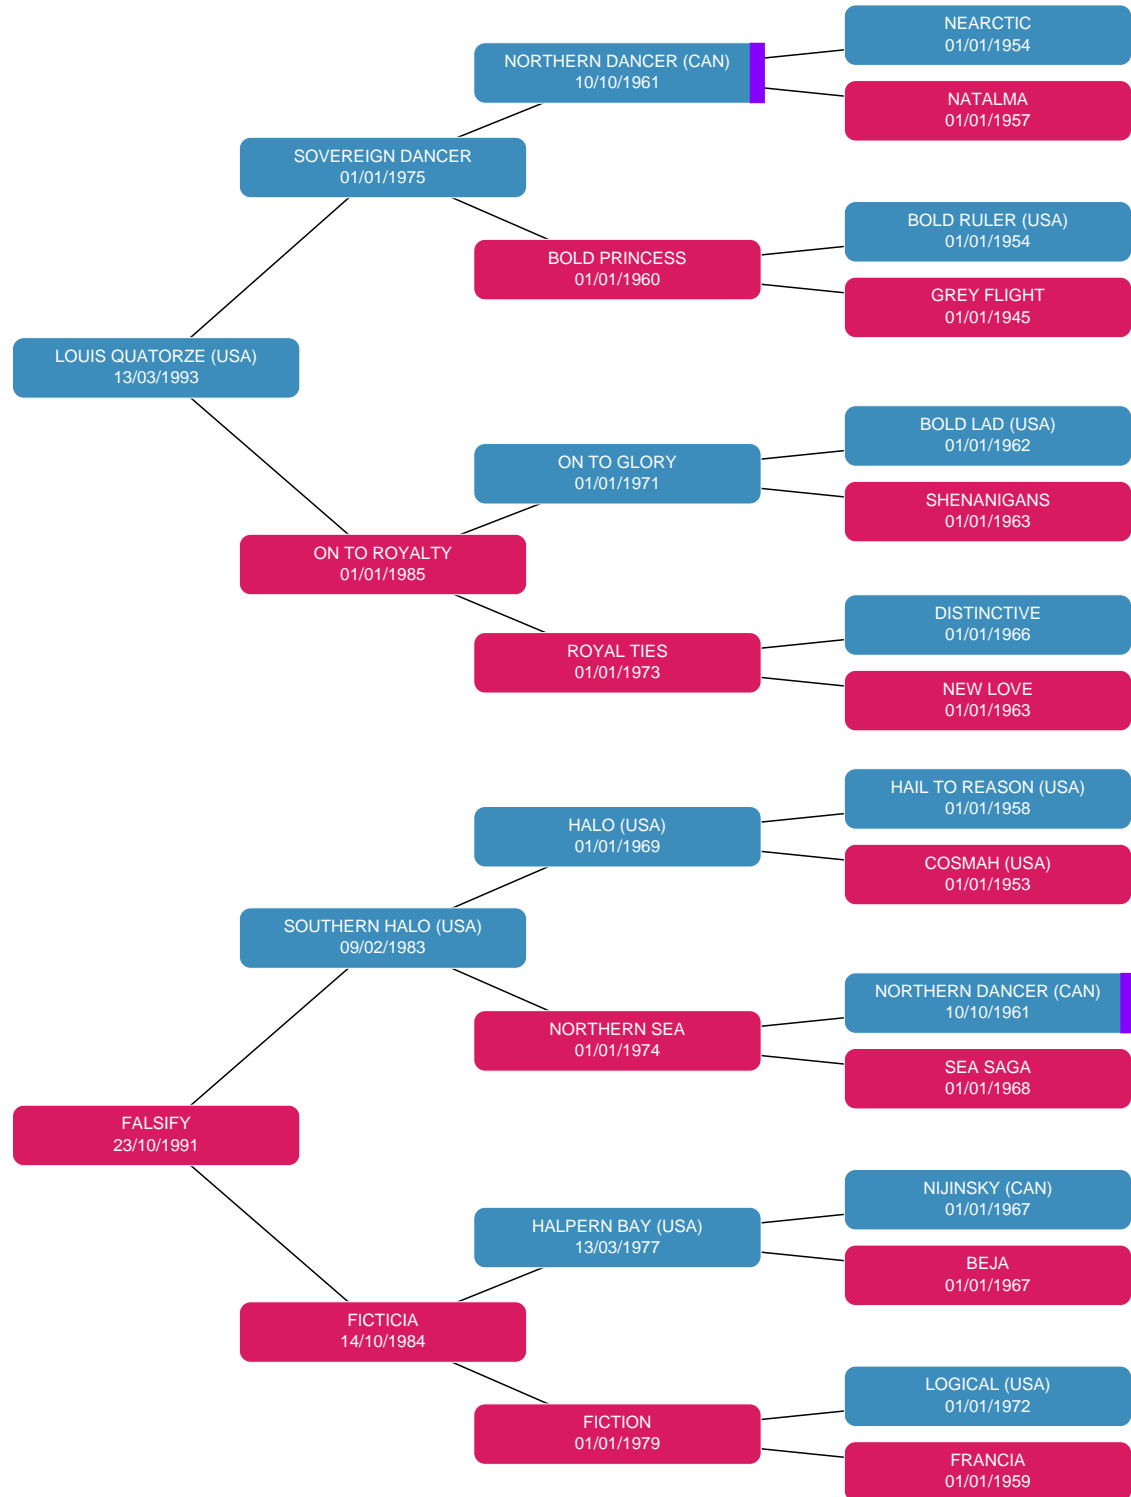 NEARCTIC
01/01/1954
NORTHERN DANCER (CAN)
10/10/1961
NATALMA
01/01/1957
SOVEREIGN DANCER
01/01/1975
BOLD RULER (USA)
01/01/1954
BOLD PRINCESS
01/01/1960
GREY FLIGHT
01/01/1945
LOUIS QUATORZE (USA)
13/03/1993
BOLD LAD (USA)
01/01/1962
ON TO GLORY
01/01/1971
SHENANIGANS
01/01/1963
ON TO ROYALTY
01/01/1985
DISTINCTIVE
01/01/1966
ROYAL TIES
01/01/1973
NEW LOVE
01/01/1963
HAIL TO REASON (USA)
01/01/1958
HALO (USA)
01/01/1969
COSMAH (USA)
01/01/1953
SOUTHERN HALO (USA)
09/02/1983
NORTHERN DANCER (CAN)
10/10/1961
NORTHERN SEA
01/01/1974
SEA SAGA
01/01/1968
FALSIFY
23/10/1991
NIJINSKY (CAN)
01/01/1967
HALPERN BAY (USA)
13/03/1977
BEJA
01/01/1967
FICTICIA
14/10/1984
LOGICAL (USA)
01/01/1972
FICTION
01/01/1979
FRANCIA
01/01/1959